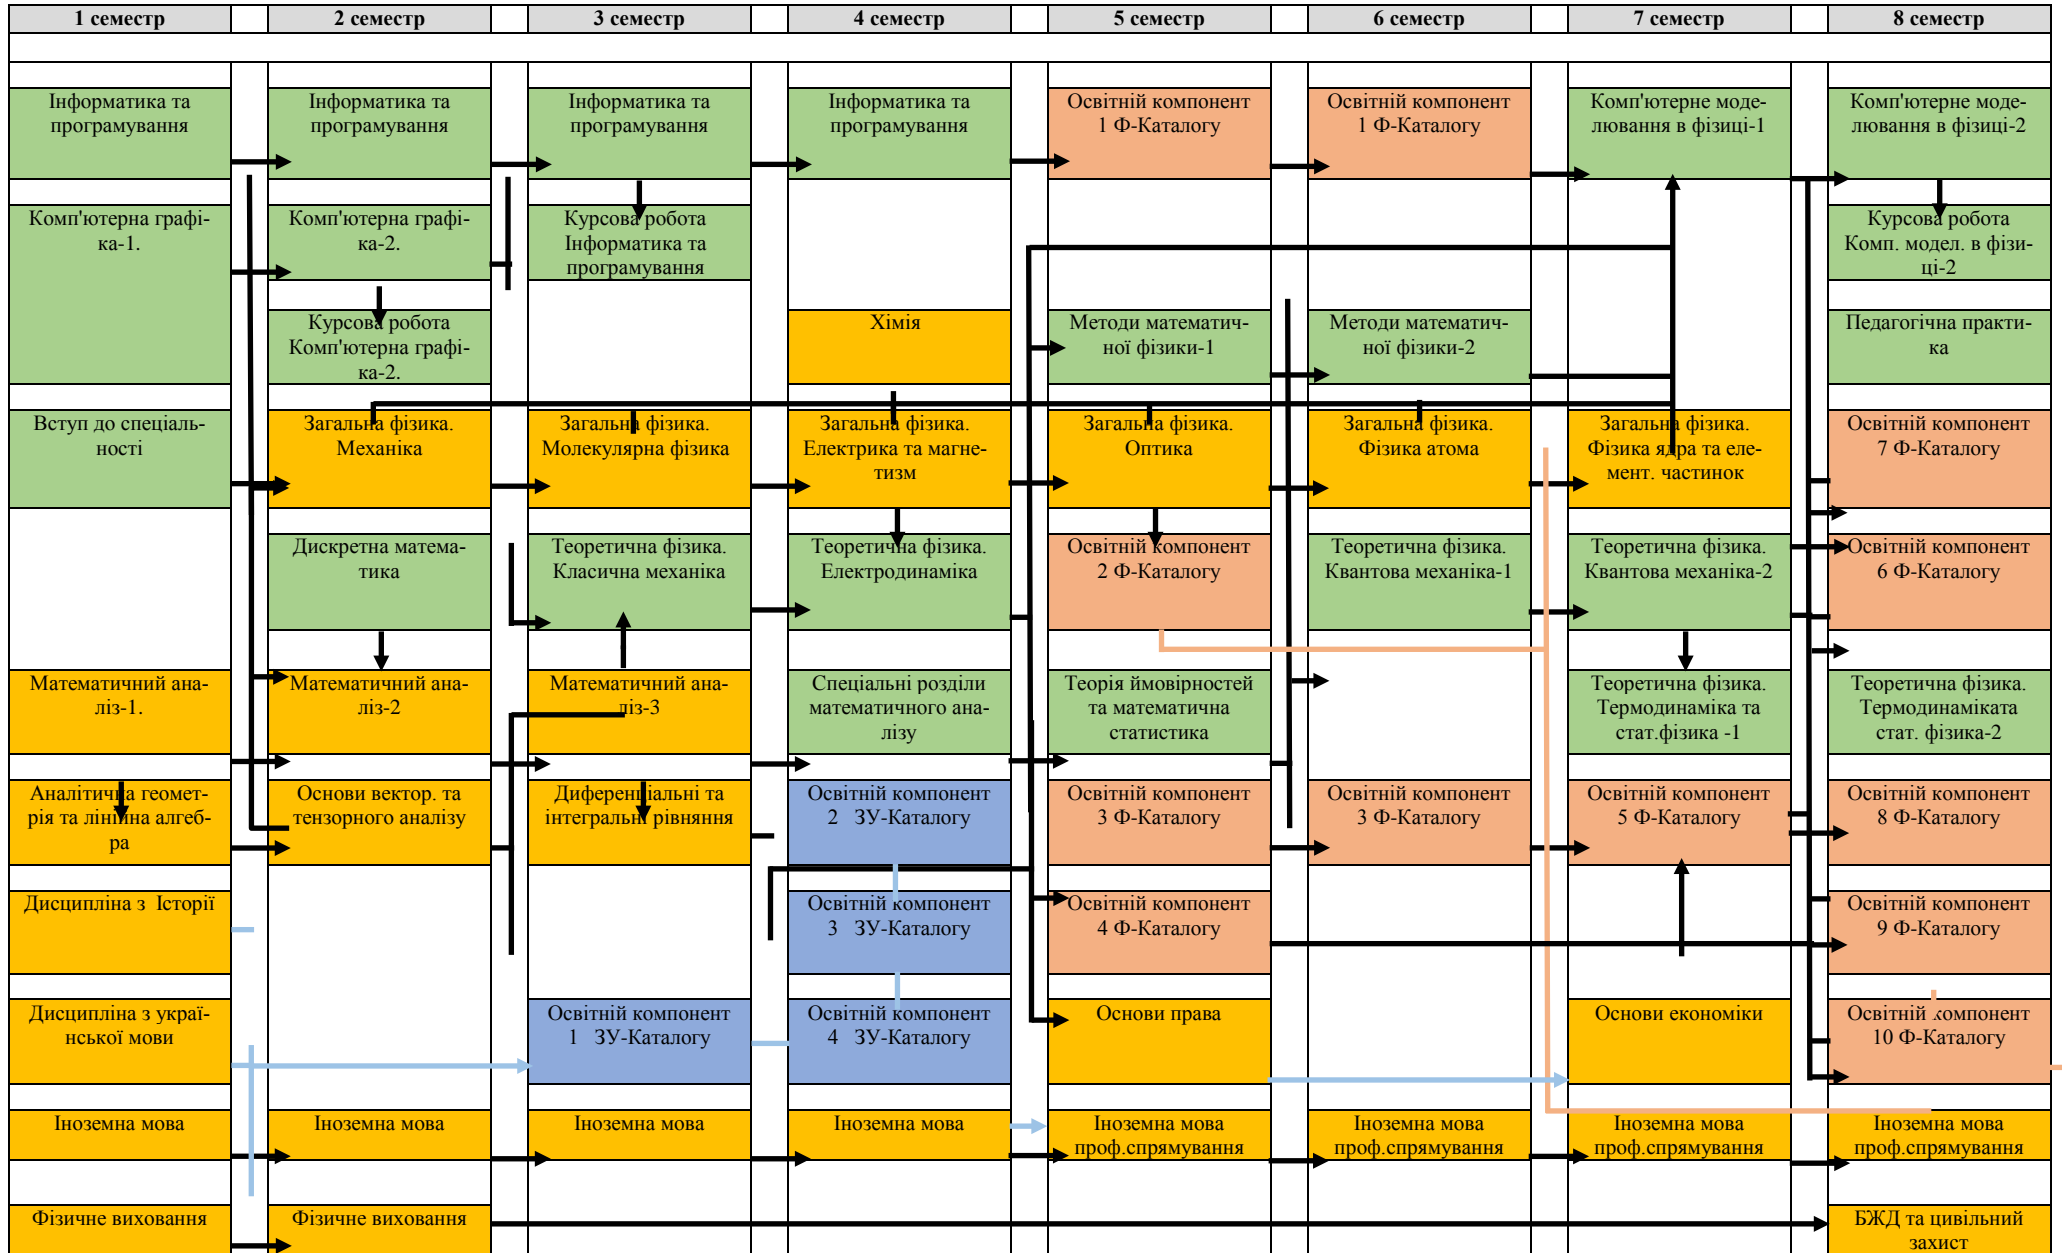 1 семестр
2 семестр
3 семестр
4 семестр
5 семестр
6 семестр
7 семестр
8 семестр
Інформатика та
програмування
Інформатика та
програмування
Інформатика та
програмування
Інформатика та
програмування
Освітній компонент
1 Ф-Каталогу
Освітній компонент
1 Ф-Каталогу
Комп'ютерне моде-
лювання в фізиці-1
Комп'ютерне моде-
лювання в фізиці-2
Комп'ютерна графі-
ка-1.
Комп'ютерна графі-
ка-2.
Курсова робота
Інформатика та
програмування
Курсова робота
Комп. модел. в фізи-
ці-2
Курсова робота
Комп'ютерна графі-
ка-2.
Хімія
Методи математич-
ної фізики-1
Методи математич-
ної фізики-2
Педагогічна практи-
ка
Вступ до спеціаль-
ності
Загальна фізика.
Механіка
Загальна фізика.
Молекулярна фізика
Загальна фізика.
Електрика та магне-
тизм
Загальна фізика.
Оптика
Загальна фізика.
Фізика атома
Загальна фізика.
Фізика ядра та еле-
мент. частинок
Освітній компонент
7 Ф-Каталогу
Дискретна матема-
тика
Теоретична фізика.
Класична механіка
Теоретична фізика.
Електродинаміка
Освітній компонент
2 Ф-Каталогу
Теоретична фізика.
Квантова механіка-1
Теоретична фізика.
Квантова механіка-2
Освітній компонент
6 Ф-Каталогу
Математичний ана-
ліз-1.
Математичний ана-
ліз-2
Математичний ана-
ліз-3
Спеціальні розділи
математичного ана-
лізу
Теорія ймовірностей
та математична
статистика
Теоретична фізика.
Термодинаміка та
стат.фізика -1
Теоретична фізика.
Термодинаміката
стат. фізика-2
Аналітична геомет-
рія та лінійна алгеб-
ра
Основи вектор. та
тензорного аналізу
Диференціальні та
інтегральні рівняння
Освітній компонент
2 ЗУ-Каталогу
Освітній компонент
3 Ф-Каталогу
Освітній компонент
3 Ф-Каталогу
Освітній компонент
5 Ф-Каталогу
Освітній компонент
8 Ф-Каталогу
Дисципліна з Історії
Освітній компонент
3 ЗУ-Каталогу
Освітній компонент
4 Ф-Каталогу
Освітній компонент
9 Ф-Каталогу
Дисципліна з украї-
нської мови
Освітній компонент
1 ЗУ-Каталогу
Освітній компонент
4 ЗУ-Каталогу
Основи права
Основи економіки
Освітній компонент
10 Ф-Каталогу
Іноземна мова
Іноземна мова
Іноземна мова
Іноземна мова
Іноземна мова
проф.спрямування
Іноземна мова
проф.спрямування
Іноземна мова
проф.спрямування
Іноземна мова
проф.спрямування
Фізичне виховання
Фізичне виховання
БЖД та цивільний
захист